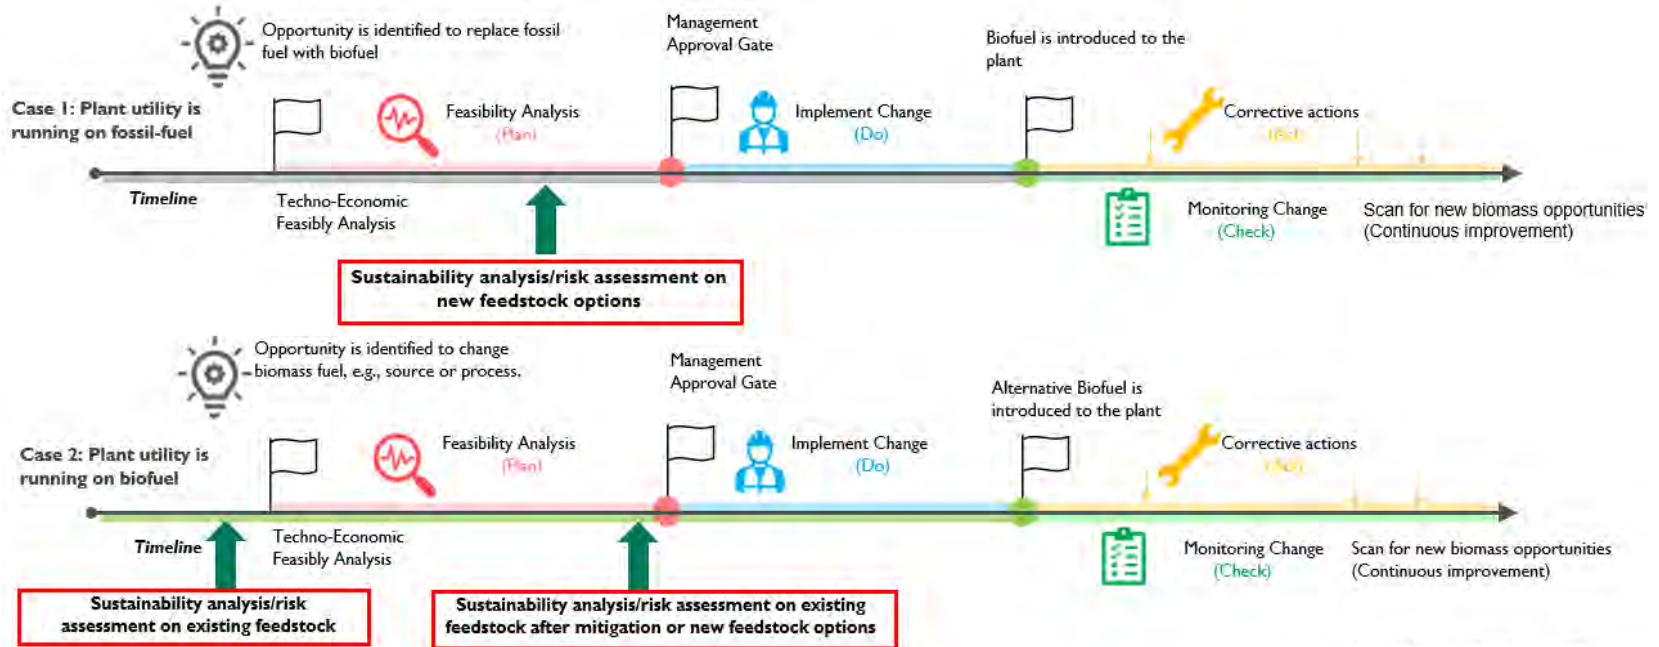 Opportunity is identified to replace fossil
fuel with biofuel
Management
Approval Gate
Biofuel is introduced to the
plant
Case 1: Plant utility is
running on fossil-fuel
Feasibility Analysis
(Plan)
Implement Change
(Do)
Corrective actions
(Act)
Timeline
Techno-Economic
Feasibly Analysis
Monitoring Change
(Check)
Scan for new biomass opportunities
(Continuous improvement)
Sustainability analysis/risk assessment on
new feedstock options
Opportunity is identified to change
biomass fuel, e.g., source or process.
Management
Approval Gate
Alternative Biofuel is
introduced to the plant
Case 2: Plant utility is
running on biofuel
Feasibility Analysis
(Plan)
Implement Change
(Do)
Corrective actions
(Act)
Timeline
Techno-Economic
Feasibly Analysis
Monitoring Change
(Check)
Scan for new biomass opportunities
(Continuous improvement)
Sustainability analysis/risk
assessment on existing feedstock
Sustainability analysis/risk assessment on existing
feedstock after mitigation or new feedstock options